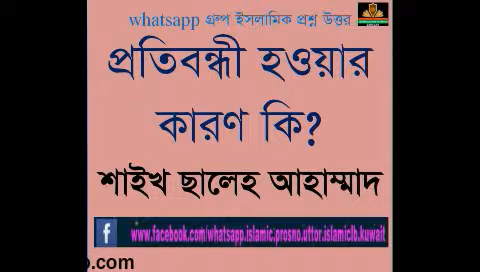 whatsapp গ্রুপ ইসলামিক প্রশ্ন উত্তর
প্রতিবন্ধী হওয়ার
কারণ কি?
শাইখ ছালেহ আহাম্মাদ
f www.facebook.com/whatsapp.islamic.prosno.uttor.islamiclb.kuwait
o.com